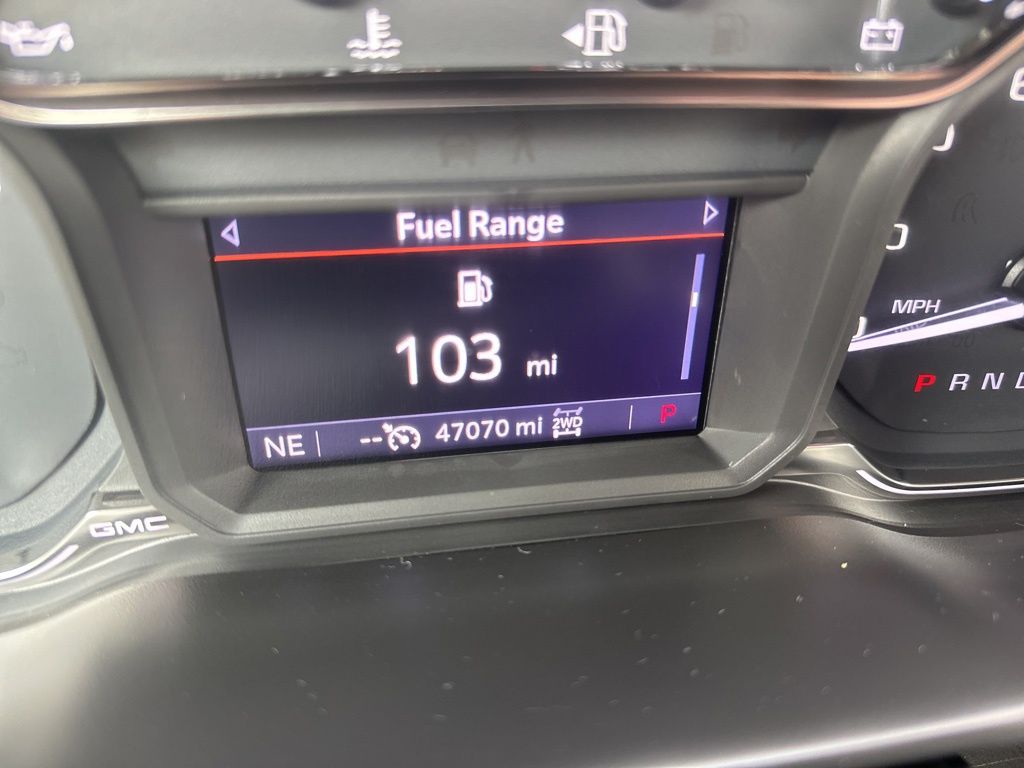 Fuel Range
103 mi
NE -- 47070 mi 2WD P
MPH
P R N D
GMC